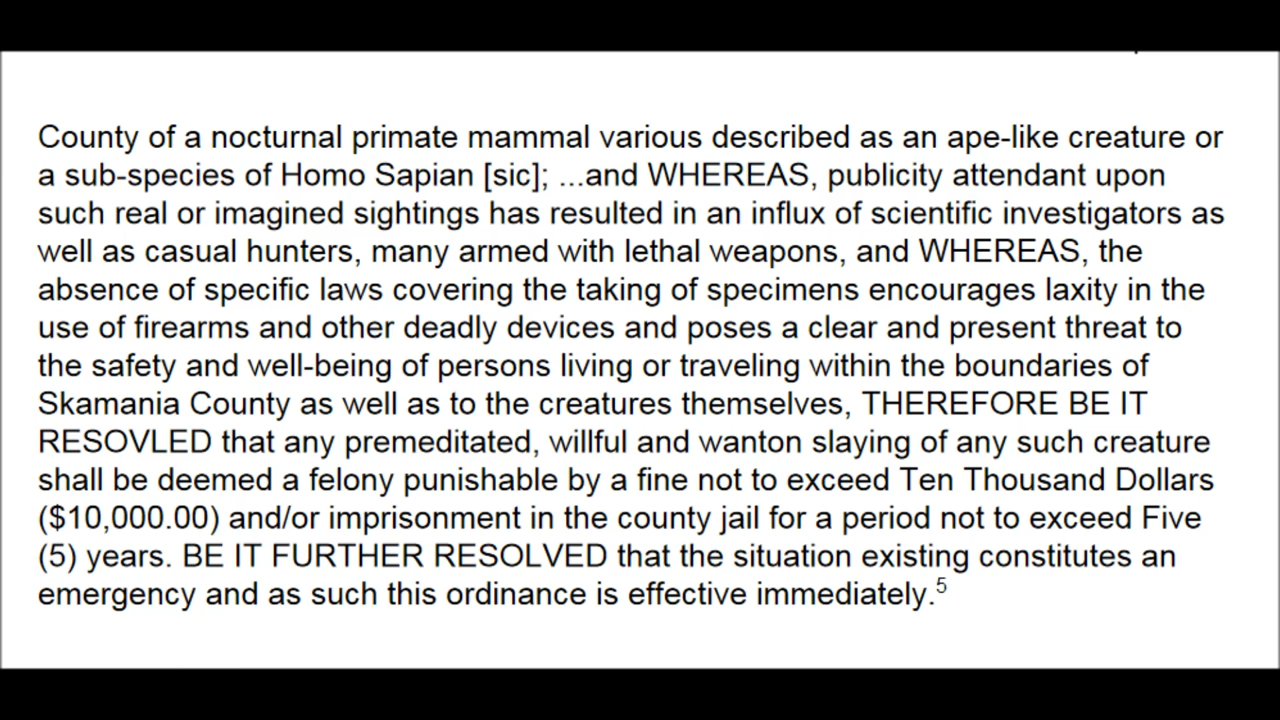 County of a nocturnal primate mammal various described as an ape-like creature or
a sub-species of Homo Sapian [sic]; ...and WHEREAS, publicity attendant upon
such real or imagined sightings has resulted in an influx of scientific investigators as
well as casual hunters, many armed with lethal weapons, and WHEREAS, the
absence of specific laws covering the taking of specimens encourages laxity in the
use of firearms and other deadly devices and poses a clear and present threat to
the safety and well-being of persons living or traveling within the boundaries of
Skamania County as well as to the creatures themselves, THEREFORE BE IT
RESOVLED that any premeditated, willful and wanton slaying of any such creature
shall be deemed a felony punishable by a fine not to exceed Ten Thousand Dollars
($10,000.00) and/or imprisonment in the county jail for a period not to exceed Five
(5) years. BE IT FURTHER RESOLVED that the situation existing constitutes an
emergency and as such this ordinance is effective immediately.5